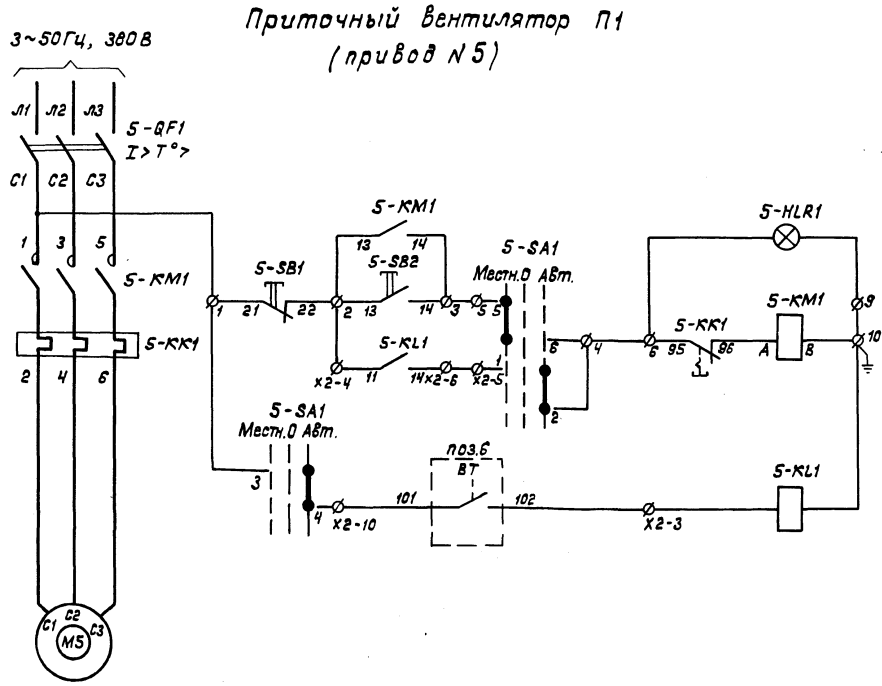 Приточный вентилятор П1
(привод N5)
3~50Гц, 380В
Л1 Л2 Л3
5-QF1
I> T°>
C1 C2 C3
1 3 5
5-KM1
5-KK1
2 4 6
C1 C2 C3
M5
5-KM1
13 14
5-SB1
1 21 22 2
5-SB2
13 14 3 5 5
5-KL1
X2-4 11 14 X2-6 X2-5 1
5-SA1
Местн. 0 Авт.
6 4 2
5-HLR1
9
5-KK1
6 95 96
5-KM1
A B 10
5-SA1
Местн. 0 Авт.
3 4 X2-10
поз.6
BT
101 102
X2-3
5-KL1